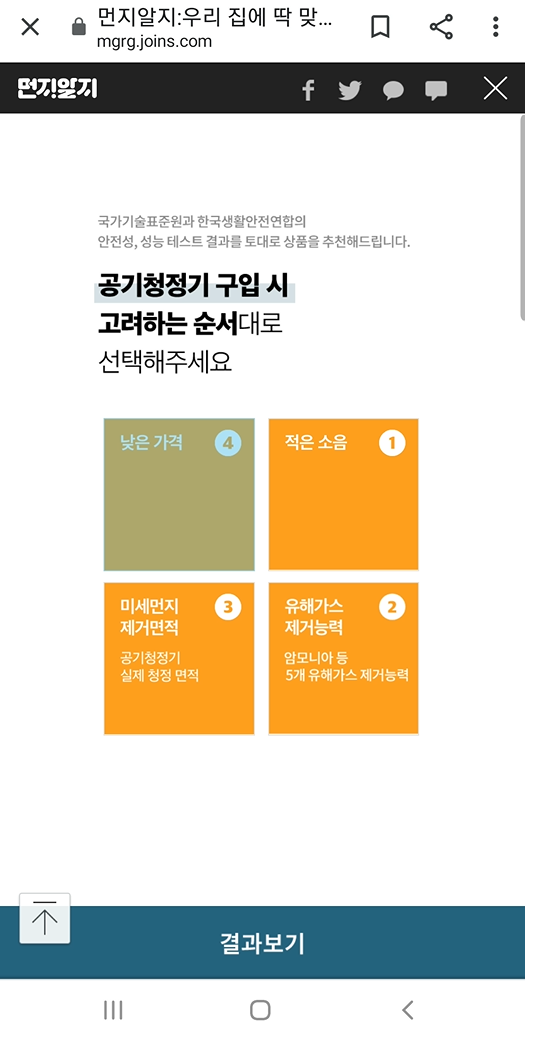 먼지알지:우리 집에 딱 맞...
mgrg.joins.com
먼지알지
국가기술표준원과 한국생활안전연합의
안전성, 성능 테스트 결과를 토대로 상품을 추천해드립니다.
공기청정기 구입 시
고려하는 순서대로
선택해주세요
낮은 가격 4
적은 소음 1
미세먼지
제거면적 3
공기청정기
실제 청정 면적
유해가스
제거능력 2
암모니아 등
5개 유해가스 제거능력
결과보기